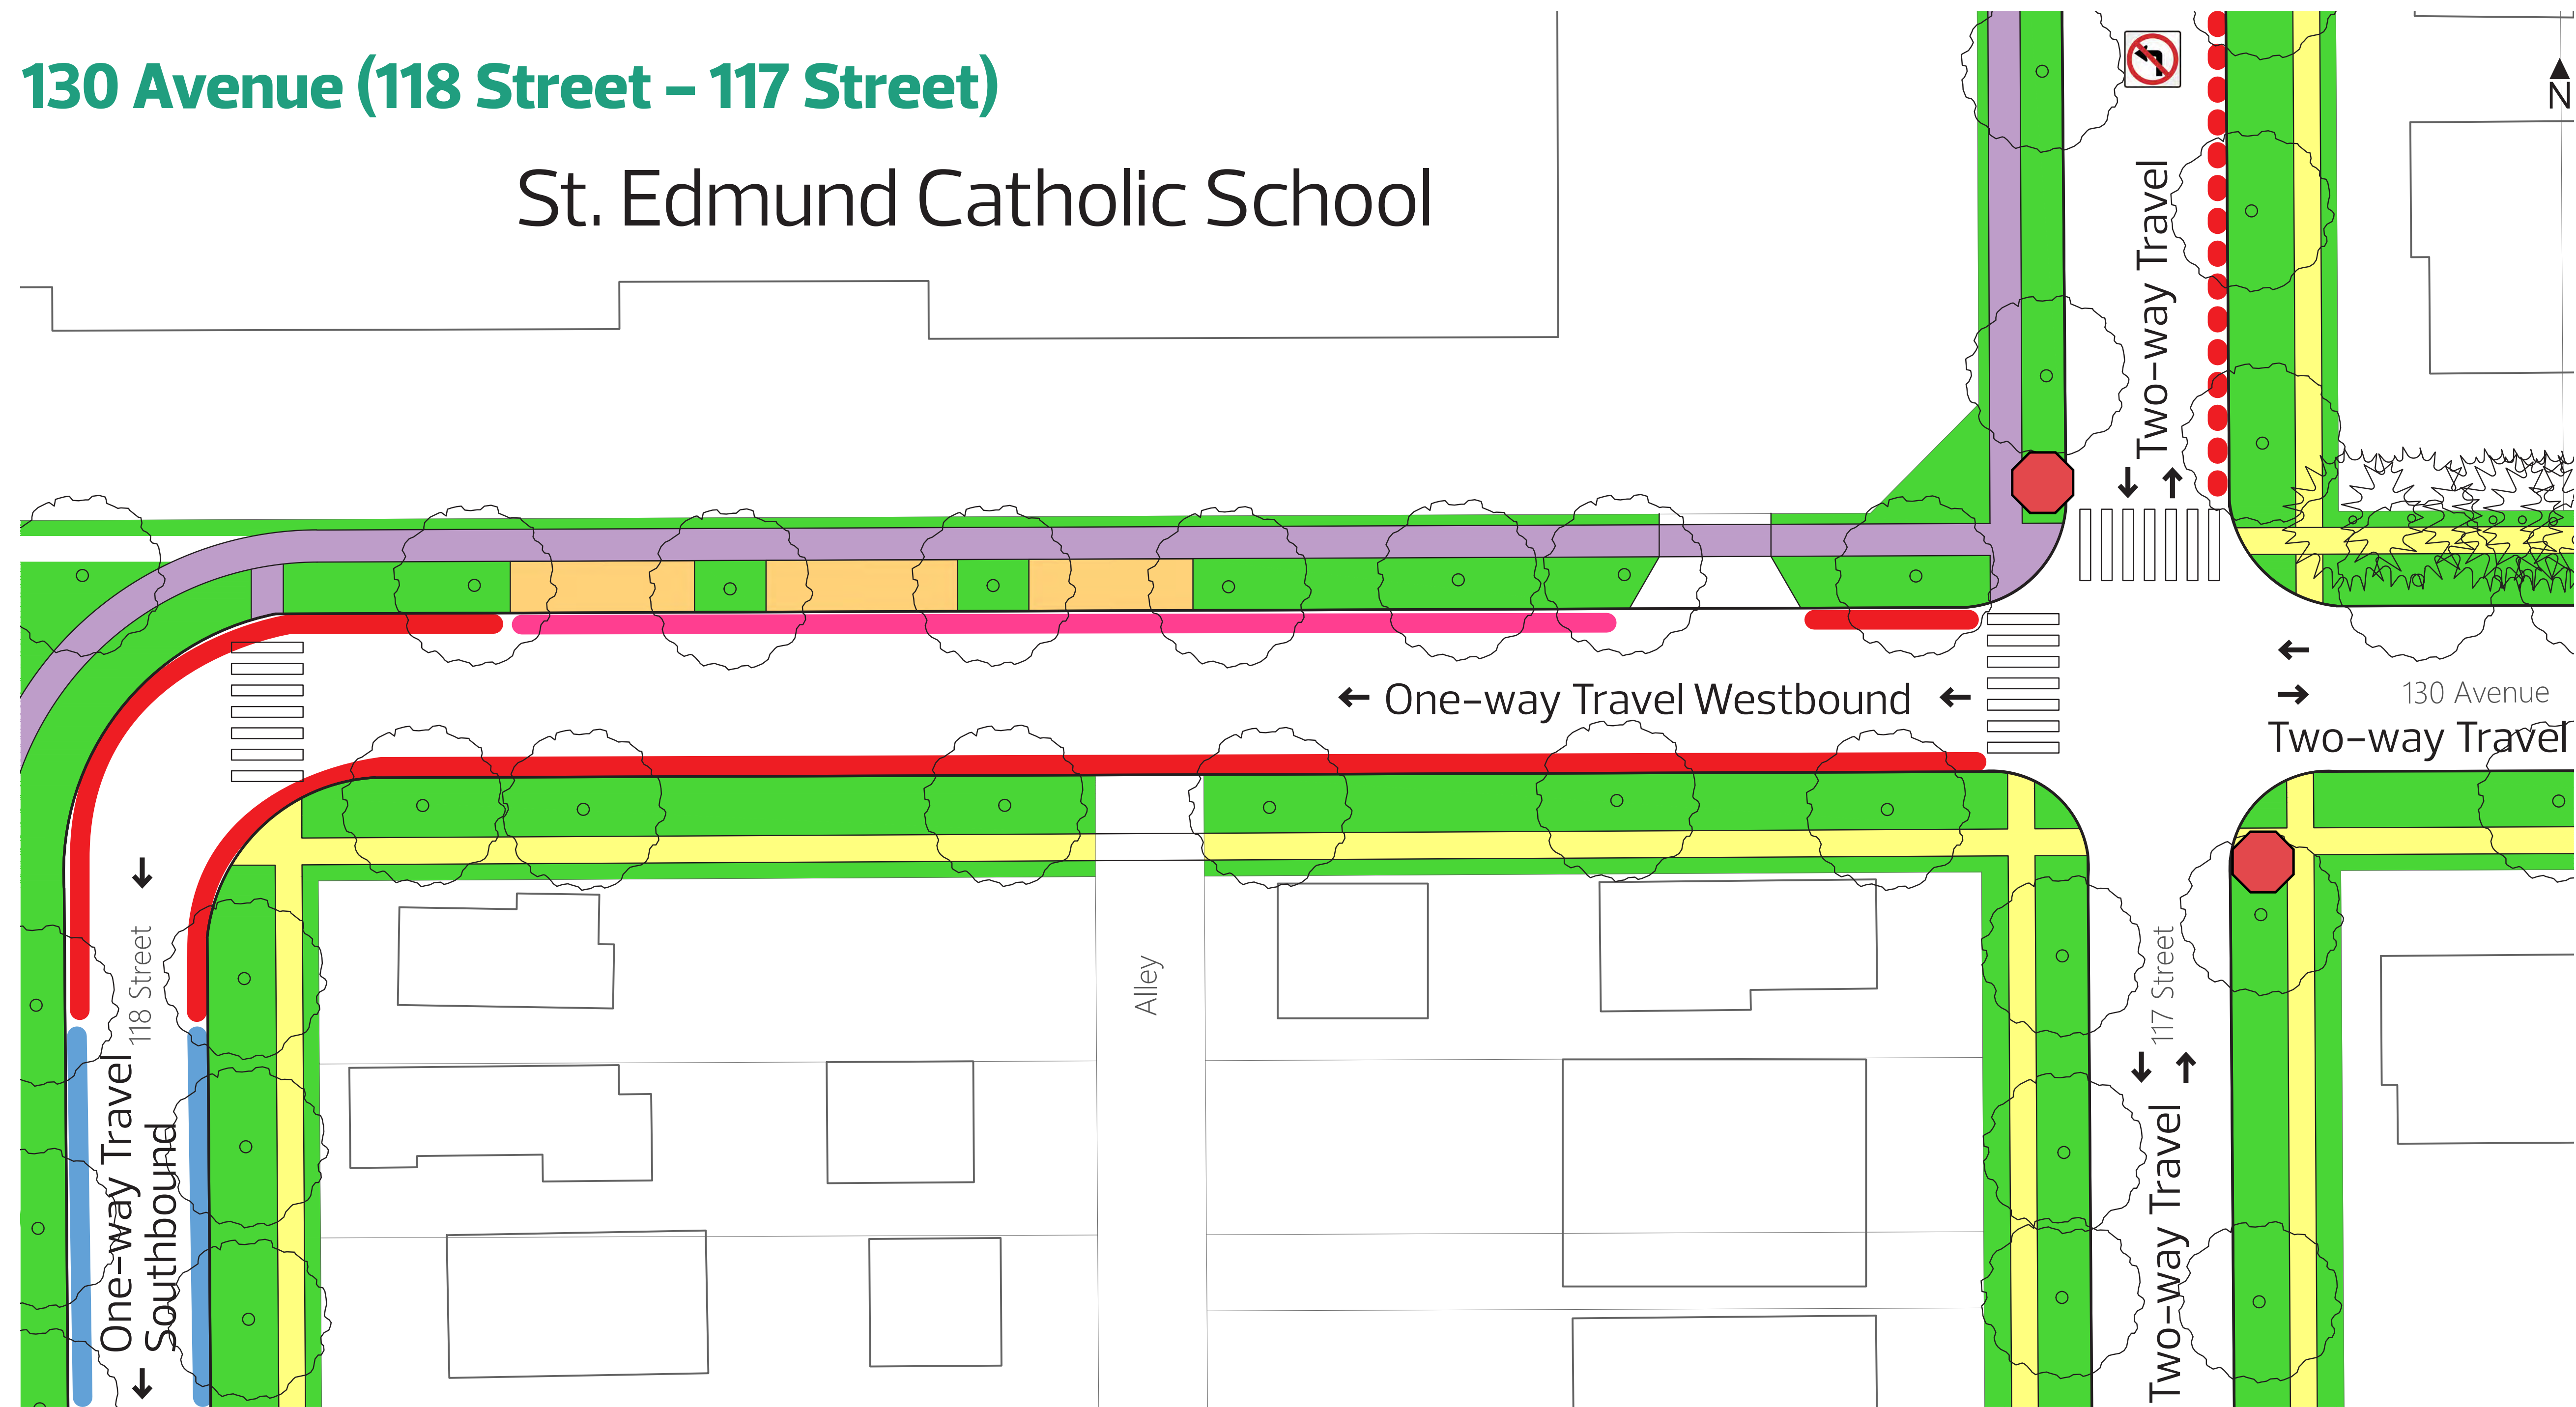 130 Avenue (118 Street – 117 Street)
St. Edmund Catholic School
N
Two-way Travel
One-way Travel Westbound
130 Avenue
Two-way Travel
118 Street
One-way Travel
Southbound
Alley
117 Street
Two-way Travel